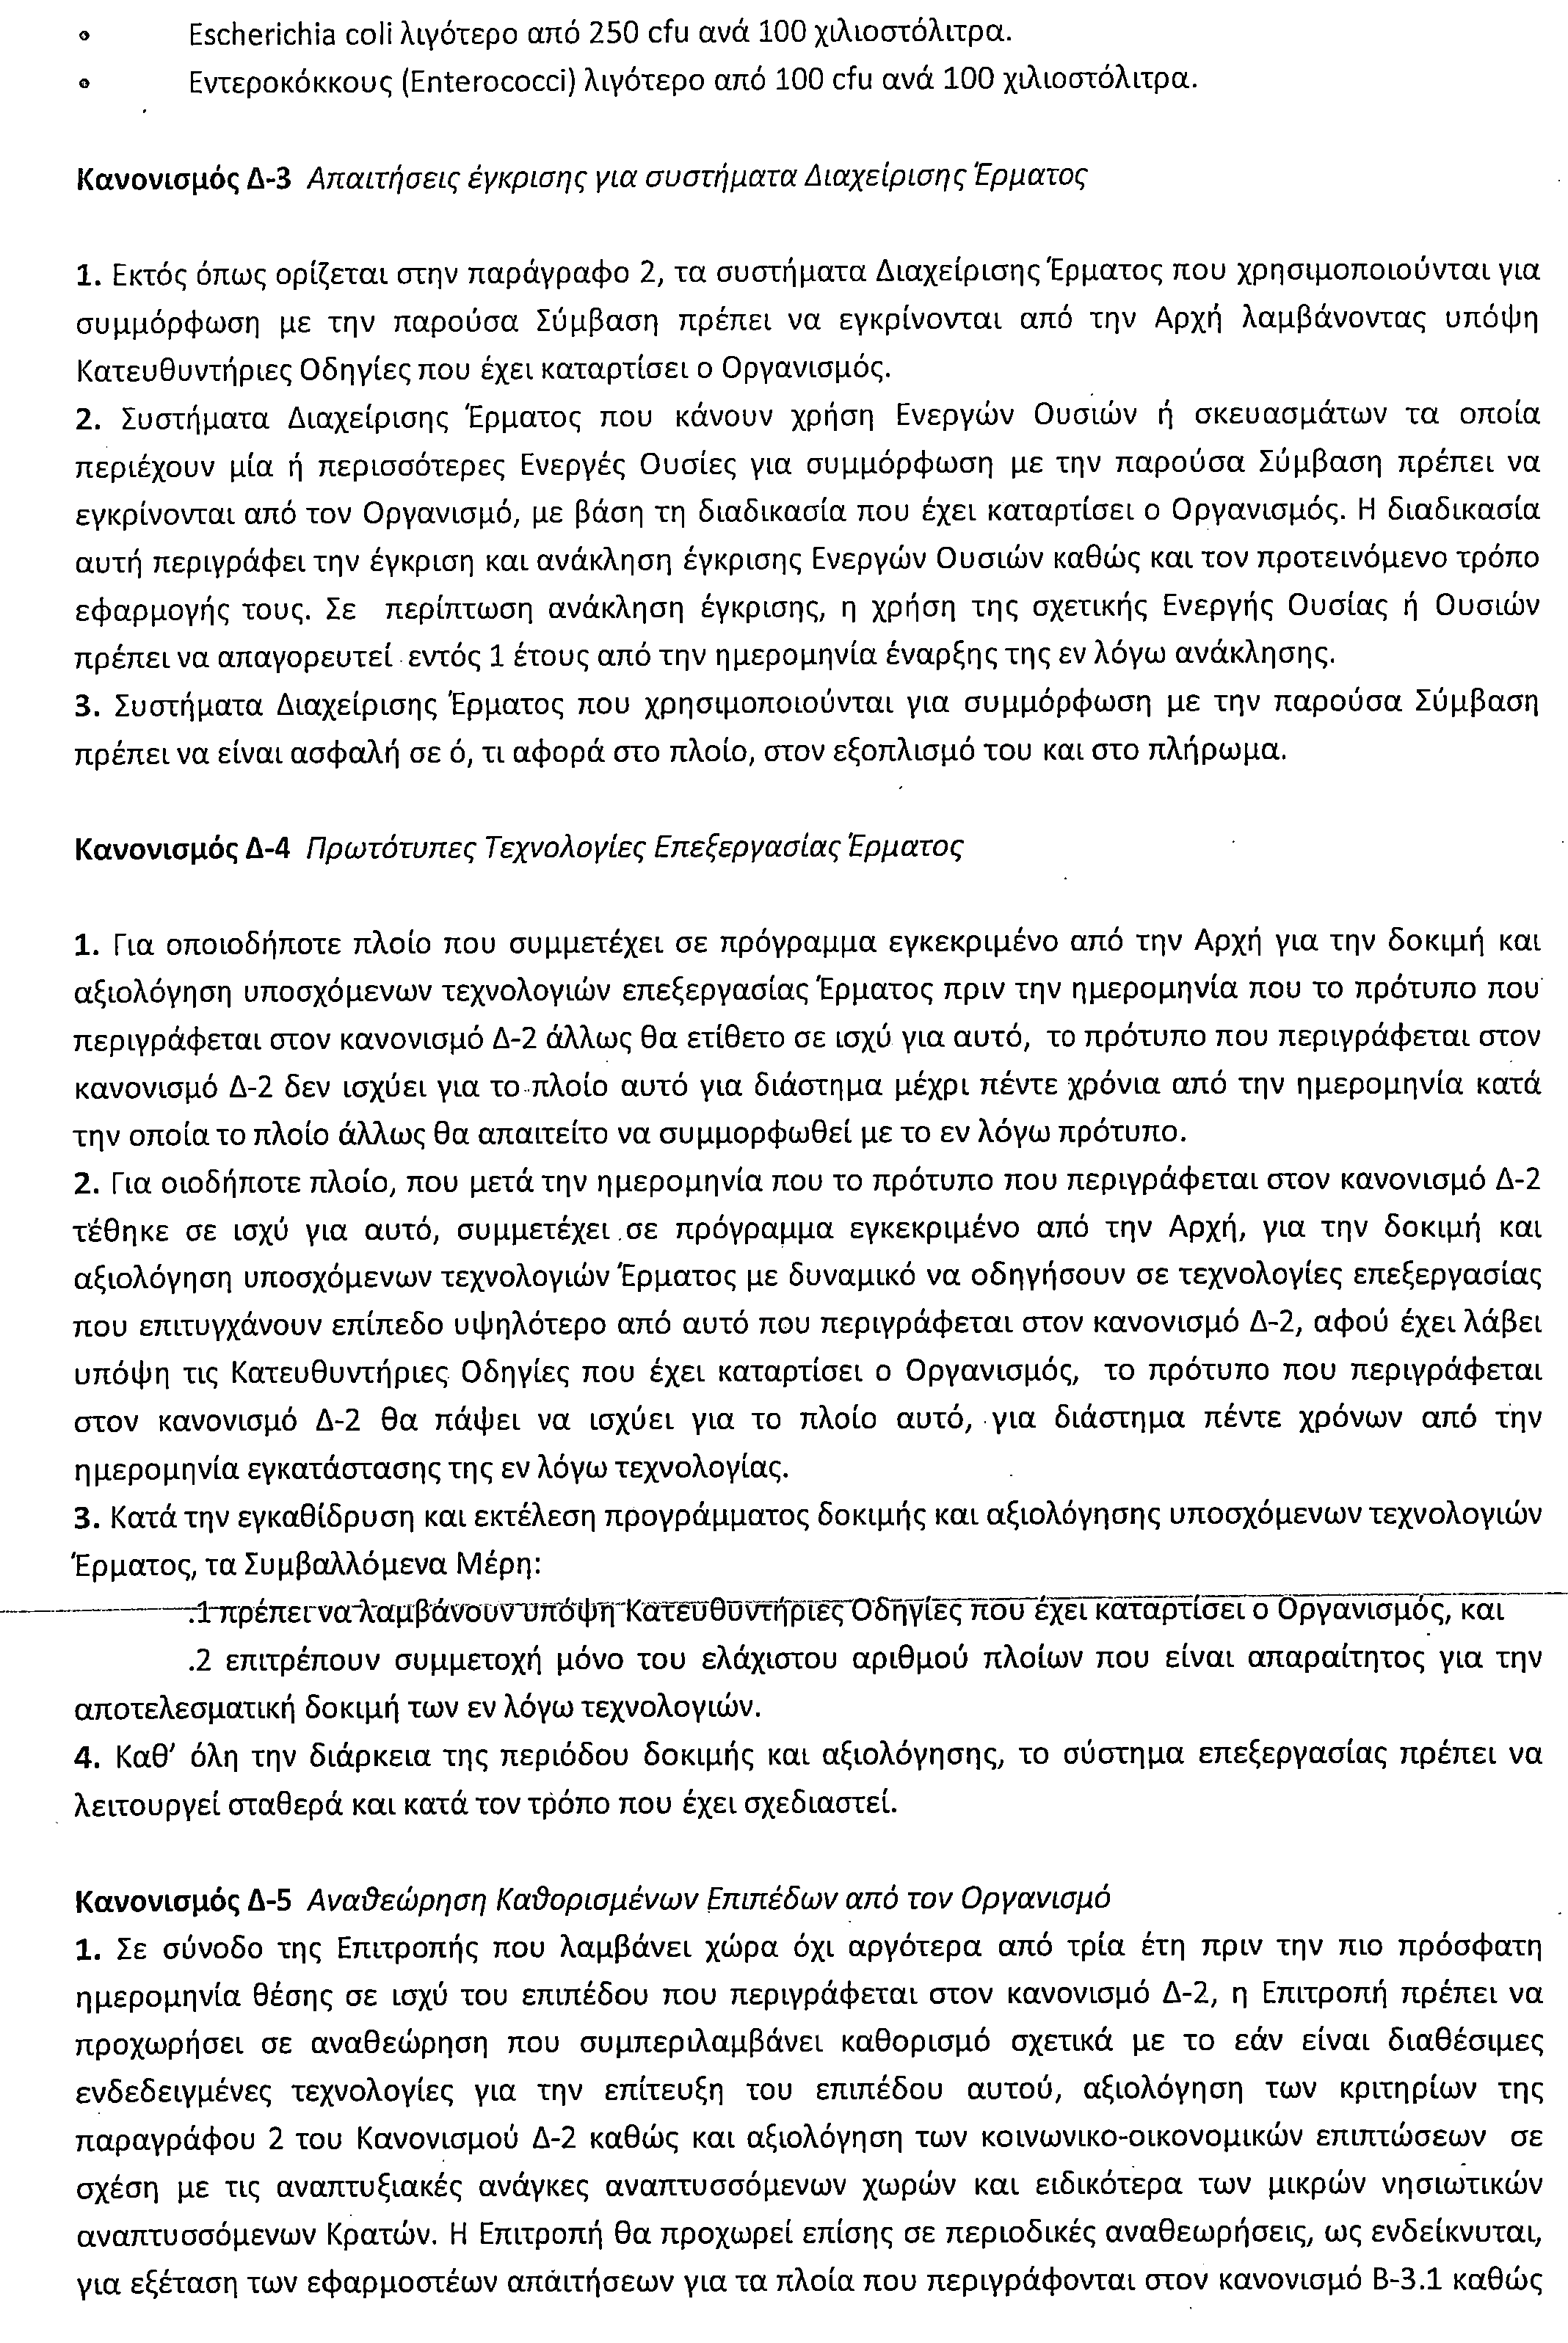 • Escherichia coli λιγότερο από 250 cfu ανά 100 χιλιοστόλιτρα.
• Εντεροκόκκους (Enterococci) λιγότερο από 100 cfu ανά 100 χιλιοστόλιτρα.
Κανονισμός Δ-3 Απαιτήσεις έγκρισης για συστήματα Διαχείρισης Έρματος
1. Εκτός όπως ορίζεται στην παράγραφο 2, τα συστήματα Διαχείρισης Έρματος που χρησιμοποιούνται για
συμμόρφωση με την παρούσα Σύμβαση πρέπει να εγκρίνονται από την Αρχή λαμβάνοντας υπόψη
Κατευθυντήριες Οδηγίες που έχει καταρτίσει ο Οργανισμός.
2. Συστήματα Διαχείρισης Έρματος που κάνουν χρήση Ενεργών Ουσιών ή σκευασμάτων τα οποία
περιέχουν μία ή περισσότερες Ενεργές Ουσίες για συμμόρφωση με την παρούσα Σύμβαση πρέπει να
εγκρίνονται από τον Οργανισμό, με βάση τη διαδικασία που έχει καταρτίσει ο Οργανισμός. Η διαδικασία
αυτή περιγράφει την έγκριση και ανάκληση έγκρισης Ενεργών Ουσιών καθώς και τον προτεινόμενο τρόπο
εφαρμογής τους. Σε περίπτωση ανάκληση έγκρισης, η χρήση της σχετικής Ενεργής Ουσίας ή Ουσιών
πρέπει να απαγορευτεί εντός 1 έτους από την ημερομηνία έναρξης της εν λόγω ανάκλησης.
3. Συστήματα Διαχείρισης Έρματος που χρησιμοποιούνται για συμμόρφωση με την παρούσα Σύμβαση
πρέπει να είναι ασφαλή σε ό, τι αφορά στο πλοίο, στον εξοπλισμό του και στο πλήρωμα.
Κανονισμός Δ-4 Πρωτότυπες Τεχνολογίες Επεξεργασίας Έρματος
1. Για οποιοδήποτε πλοίο που συμμετέχει σε πρόγραμμα εγκεκριμένο από την Αρχή για την δοκιμή και
αξιολόγηση υποσχόμενων τεχνολογιών επεξεργασίας Έρματος πριν την ημερομηνία που το πρότυπο που
περιγράφεται στον κανονισμό Δ-2 άλλως θα ετίθετο σε ισχύ για αυτό, το πρότυπο που περιγράφεται στον
κανονισμό Δ-2 δεν ισχύει για το πλοίο αυτό για διάστημα μέχρι πέντε χρόνια από την ημερομηνία κατά
την οποία το πλοίο άλλως θα απαιτείτο να συμμορφωθεί με το εν λόγω πρότυπο.
2. Για οιοδήποτε πλοίο, που μετά την ημερομηνία που το πρότυπο που περιγράφεται στον κανονισμό Δ-2
τέθηκε σε ισχύ για αυτό, συμμετέχει σε πρόγραμμα εγκεκριμένο από την Αρχή, για την δοκιμή και
αξιολόγηση υποσχόμενων τεχνολογιών Έρματος με δυναμικό να οδηγήσουν σε τεχνολογίες επεξεργασίας
που επιτυγχάνουν επίπεδο υψηλότερο από αυτό που περιγράφεται στον κανονισμό Δ-2, αφού έχει λάβει
υπόψη τις Κατευθυντήριες Οδηγίες που έχει καταρτίσει ο Οργανισμός, το πρότυπο που περιγράφεται
στον κανονισμό Δ-2 θα πάψει να ισχύει για το πλοίο αυτό, για διάστημα πέντε χρόνων από την
ημερομηνία εγκατάστασης της εν λόγω τεχνολογίας.
3. Κατά την εγκαθίδρυση και εκτέλεση προγράμματος δοκιμής και αξιολόγησης υποσχόμενων τεχνολογιών
Έρματος, τα Συμβαλλόμενα Μέρη:
.1 πρέπει να λαμβάνουν υπόψη Κατευθυντήριες Οδηγίες που έχει καταρτίσει ο Οργανισμός, και
.2 επιτρέπουν συμμετοχή μόνο του ελάχιστου αριθμού πλοίων που είναι απαραίτητος για την
αποτελεσματική δοκιμή των εν λόγω τεχνολογιών.
4. Καθ’ όλη την διάρκεια της περιόδου δοκιμής και αξιολόγησης, το σύστημα επεξεργασίας πρέπει να
λειτουργεί σταθερά και κατά τον τρόπο που έχει σχεδιαστεί.
Κανονισμός Δ-5 Αναθεώρηση Καθορισμένων Επιπέδων από τον Οργανισμό
1. Σε σύνοδο της Επιτροπής που λαμβάνει χώρα όχι αργότερα από τρία έτη πριν την πιο πρόσφατη
ημερομηνία θέσης σε ισχύ του επιπέδου που περιγράφεται στον κανονισμό Δ-2, η Επιτροπή πρέπει να
προχωρήσει σε αναθεώρηση που συμπεριλαμβάνει καθορισμό σχετικά με το εάν είναι διαθέσιμες
ενδεδειγμένες τεχνολογίες για την επίτευξη του επιπέδου αυτού, αξιολόγηση των κριτηρίων της
παραγράφου 2 του Κανονισμού Δ-2 καθώς και αξιολόγηση των κοινωνικο-οικονομικών επιπτώσεων σε
σχέση με τις αναπτυξιακές ανάγκες αναπτυσσόμενων χωρών και ειδικότερα των μικρών νησιωτικών
αναπτυσσόμενων Κρατών. Η Επιτροπή θα προχωρεί επίσης σε περιοδικές αναθεωρήσεις, ως ενδείκνυται,
για εξέταση των εφαρμοστέων απαιτήσεων για τα πλοία που περιγράφονται στον κανονισμό Β-3.1 καθώς